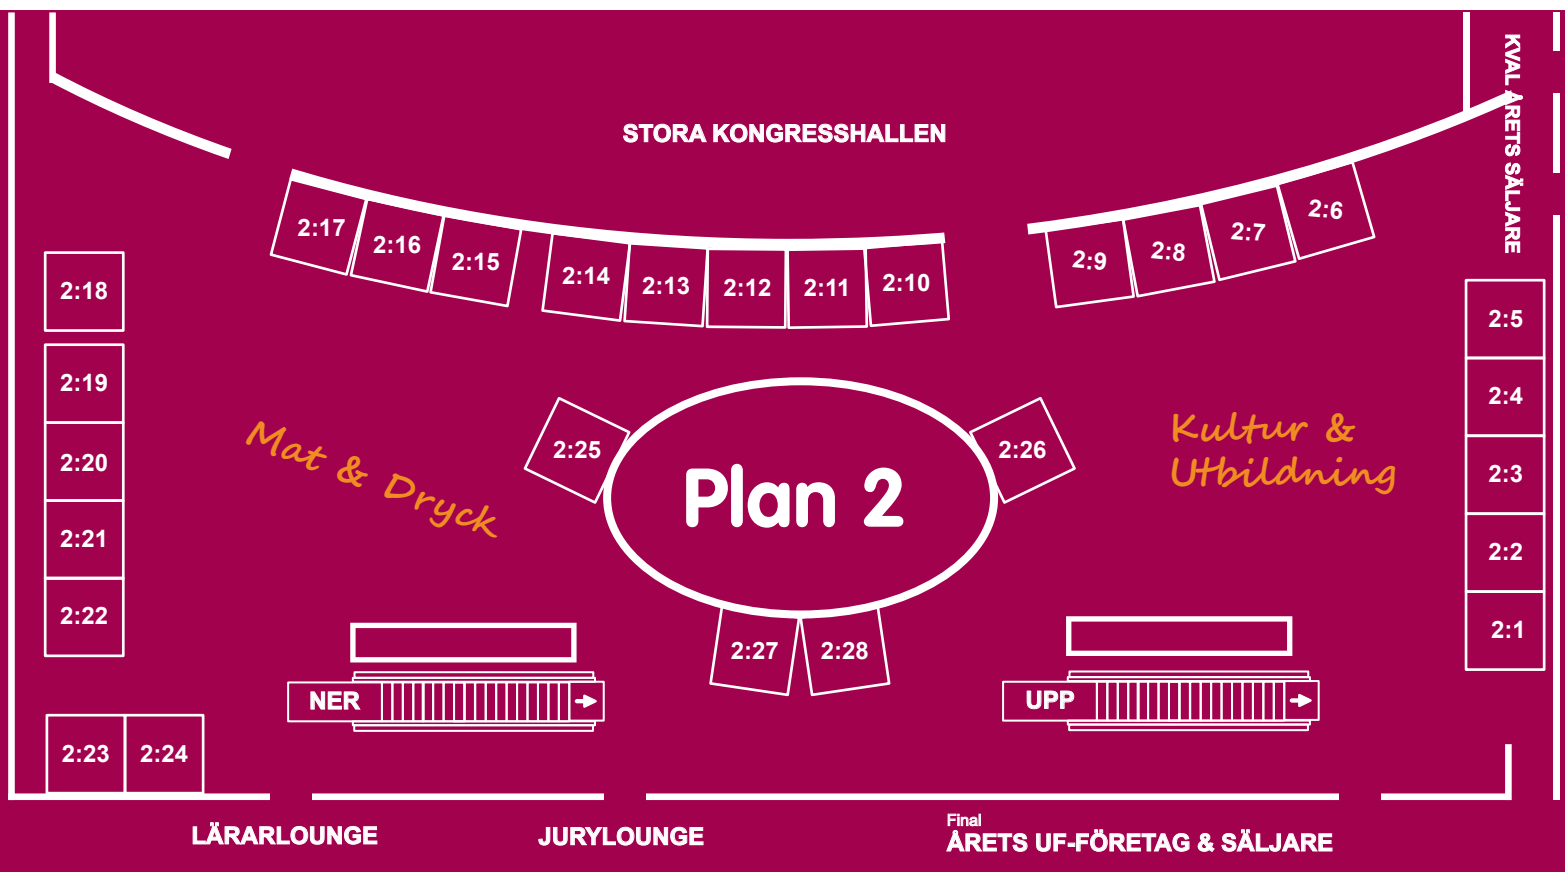 KVAL ÅRETS SÄLJARE
STORA KONGRESSHALLEN
2:17
2:16
2:15
2:14
2:13
2:12
2:11
2:10
2:9
2:8
2:7
2:6
2:18
2:19
2:20
2:21
2:22
2:23 2:24
2:5
2:4
2:3
2:2
2:1
Mat & Dryck
2:25
Plan 2
2:26
Kultur &
Utbildning
2:27 2:28
NER
UPP
LÄRARLOUNGE
JURYLOUNGE
Final
ÅRETS UF-FÖRETAG & SÄLJARE